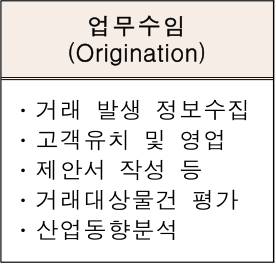 업무수임
(Origination)
· 거래 발생 정보수집
· 고객유치 및 영업
· 제안서 작성 등
· 거래대상물건 평가
· 산업동향분석